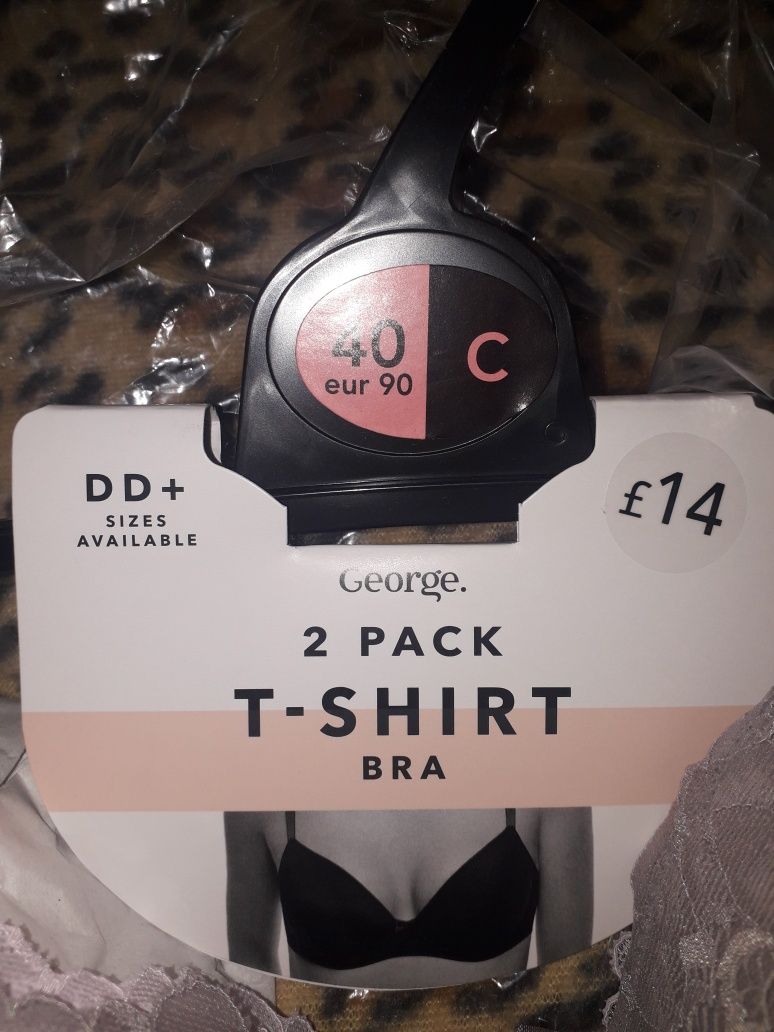 40
eur 90
C
DD+
SIZES
AVAILABLE
£14
George.
2 PACK
T-SHIRT
BRA